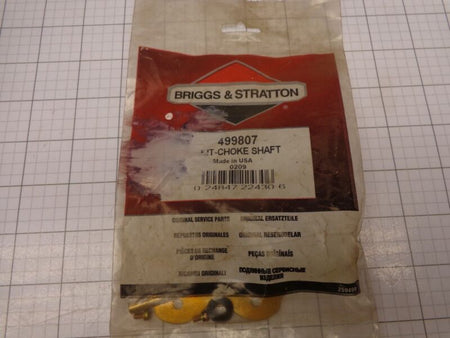 BRIGGS & STRATTON
499807
KIT-CHOKE SHAFT
Made in USA
0209
0 24847 22430 6
ORIGINAL SERVICE PARTS ORIGINAL ERSATZTEILE
REPUESTOS ORIGINALES ORIGINAL RESERVDELAR
PIÈCES DE RECHANGE D'ORIGINE PEÇAS ORIGINAIS
RICAMBI ORIGINALI ПОДЛИННЫЕ СЕРВИСНЫЕ ИЗДЕЛИЯ